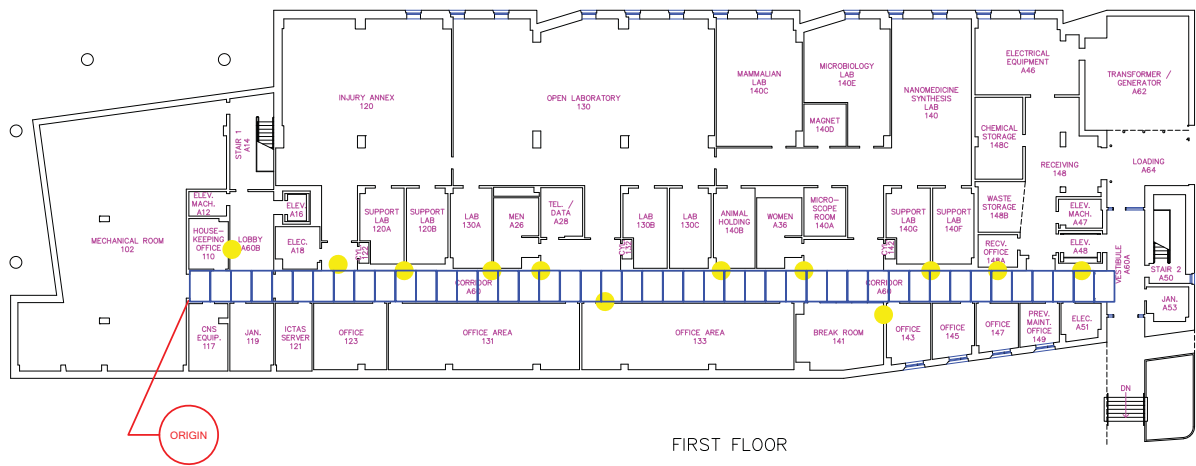 ELECTRICAL
EQUIPMENT
A46
TRANSFORMER /
GENERATOR
A62
MAMMALIAN
LAB
140C
MICROBIOLOGY
LAB
140E
INJURY ANNEX
120
OPEN LABORATORY
130
NANOMEDICINE
SYNTHESIS
LAB
140
MAGNET
140D
CHEMICAL
STORAGE
148C
STAIR 1
A14
RECEIVING
148
LOADING
A64
ELEV.
MACH.
A12
ELEV.
A16
SUPPORT
LAB
120A
SUPPORT
LAB
120B
LAB
130A
MEN
A26
TEL. /
DATA
A28
LAB
130B
LAB
130C
ANIMAL
HOLDING
140B
WOMEN
A36
MICRO-
SCOPE
ROOM
140A
SUPPORT
LAB
140G
SUPPORT
LAB
140F
WASTE
STORAGE
148B
ELEV.
MACH.
A47
MECHANICAL ROOM
102
HOUSE-
KEEPING
OFFICE
110
LOBBY
A60B
ELEC.
A18
CYL.
122
CYL.
132
CYL.
142
RECV.
OFFICE
148A
ELEV.
A48
VESTIBULE
A60A
STAIR 2
A50
CORRIDOR
A60
CORRIDOR
A60
JAN.
A53
CNS
EQUIP.
117
JAN.
119
ICTAS
SERVER
121
OFFICE
123
OFFICE AREA
131
OFFICE AREA
133
BREAK ROOM
141
OFFICE
143
OFFICE
145
OFFICE
147
PREV.
MAINT.
OFFICE
149
ELEC.
A51
DN
ORIGIN
FIRST FLOOR